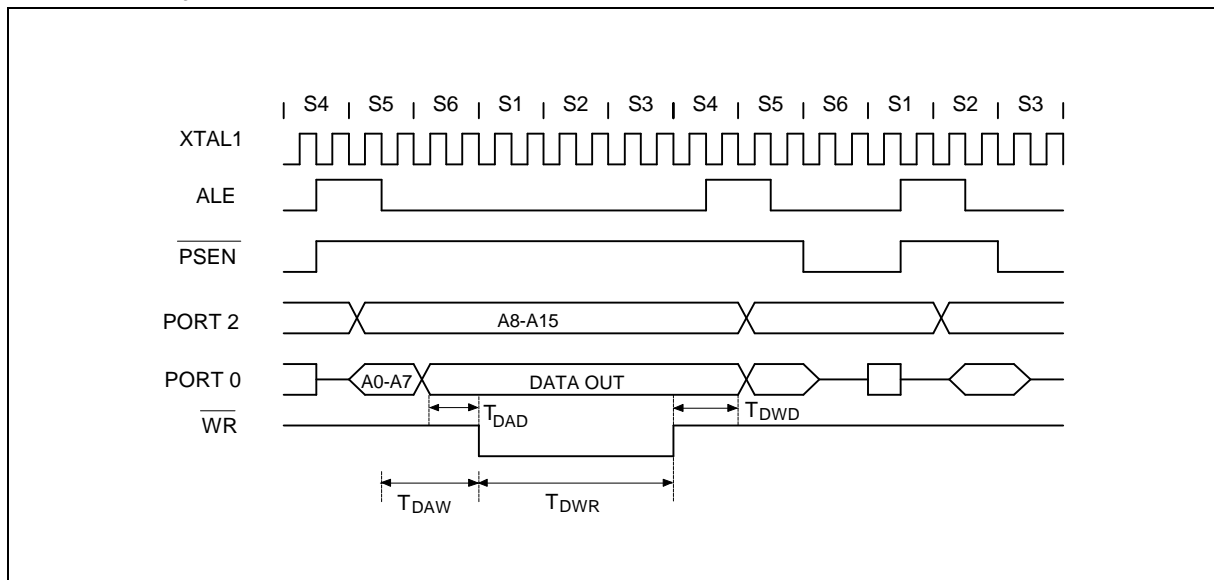 S4 S5 S6 S1 S2 S3 S4 S5 S6 S1 S2 S3
XTAL1
ALE
PSEN
PORT 2 A8-A15
PORT 0 A0-A7 DATA OUT
WR TDAD TDWD
TDAW TDWR